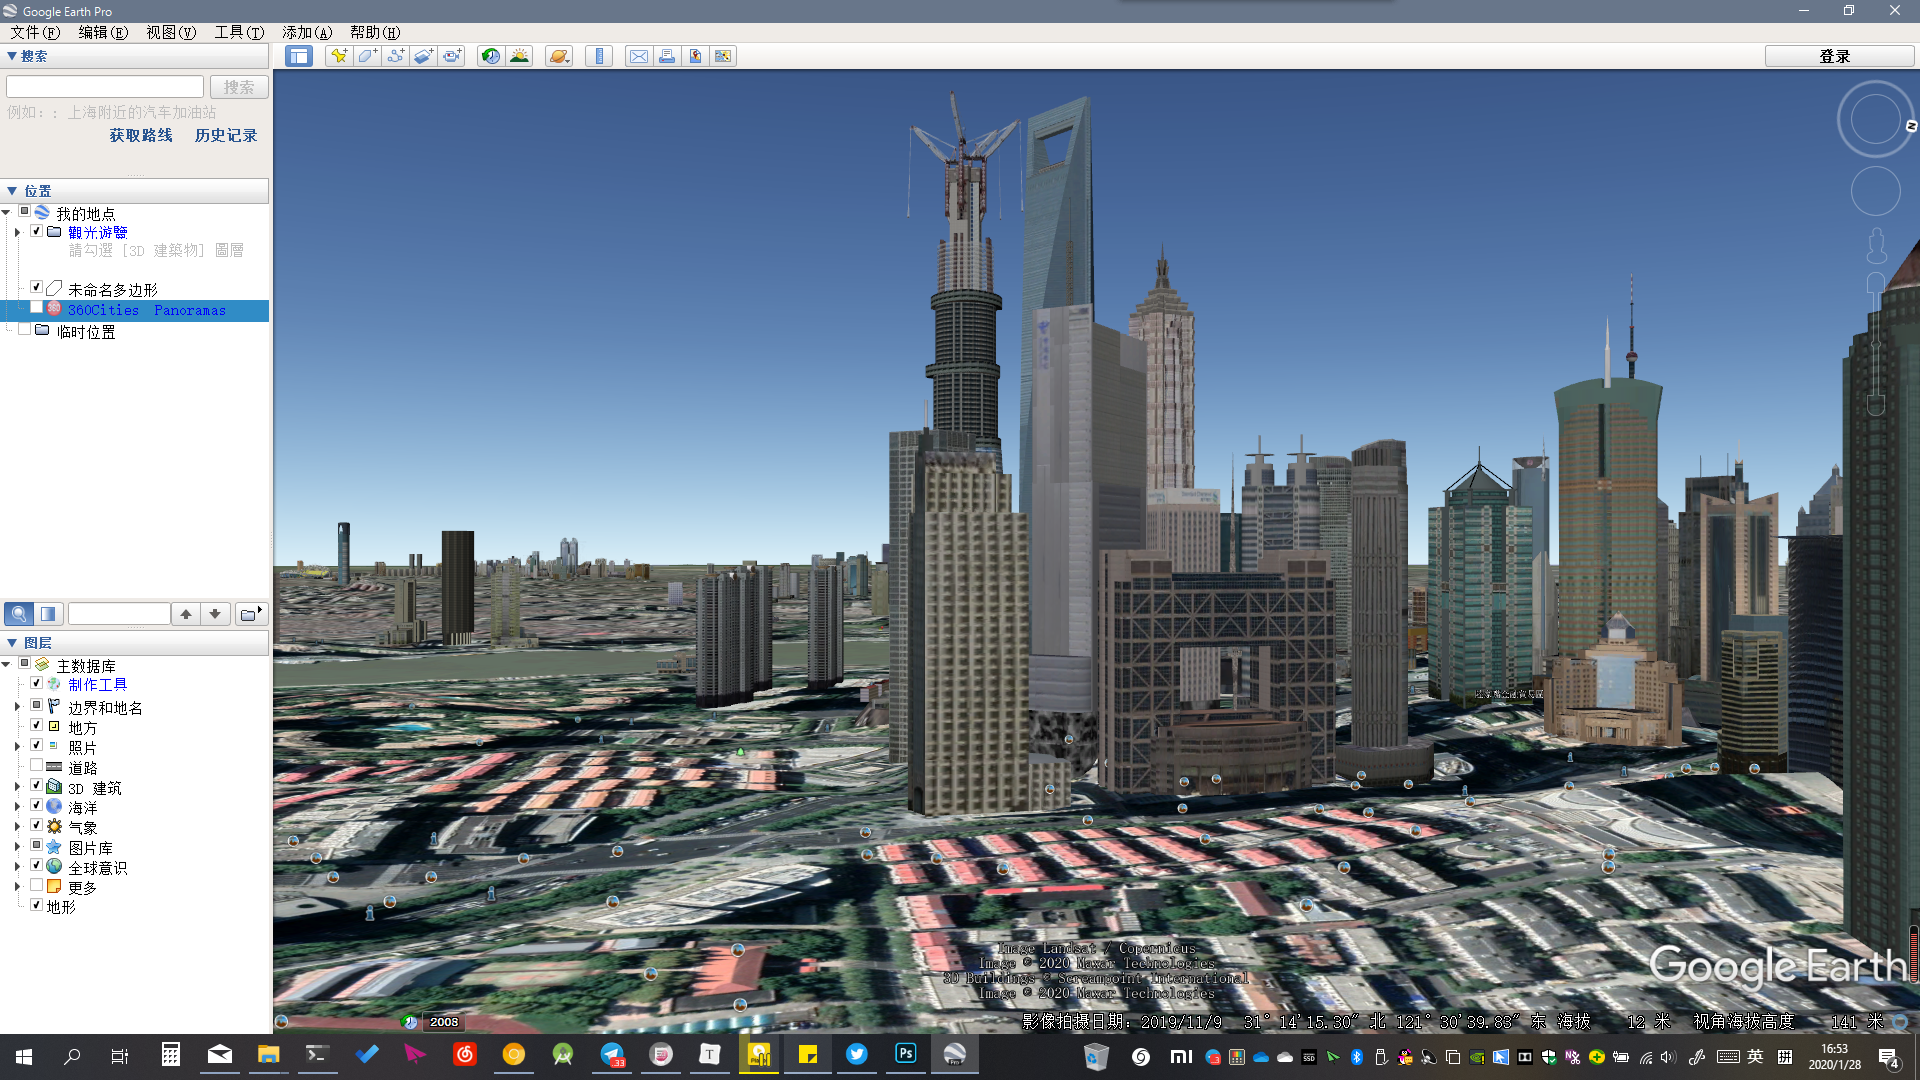 Google Earth Pro
文件(F) 编辑(E) 视图(V) 工具(T) 添加(A) 帮助(H)
搜索
登录
搜索
例如：：上海附近的汽车加油站
获取路线 历史记录
位置
我的地点
觀光遊覽
請勾選 [3D 建築物] 圖層
未命名多边形
360Cities Panoramas
临时位置
图层
主数据库
制作工具
边界和地名
地方
照片
道路
3D 建筑
海洋
气象
图片库
全球意识
更多
地形
N
Image Landsat / Copernicus
Image © 2020 Maxar Technologies
3D Buildings © Screampoint International
Image © 2020 Maxar Technologies
Google Earth
2008
影像拍摄日期: 2019/11/9 31° 14′15.30″ 北 121° 30′39.83″ 东 海拔 12 米 视角海拔高度 141 米
33
T
Ps
英
拼
16:53
2020/1/28
4